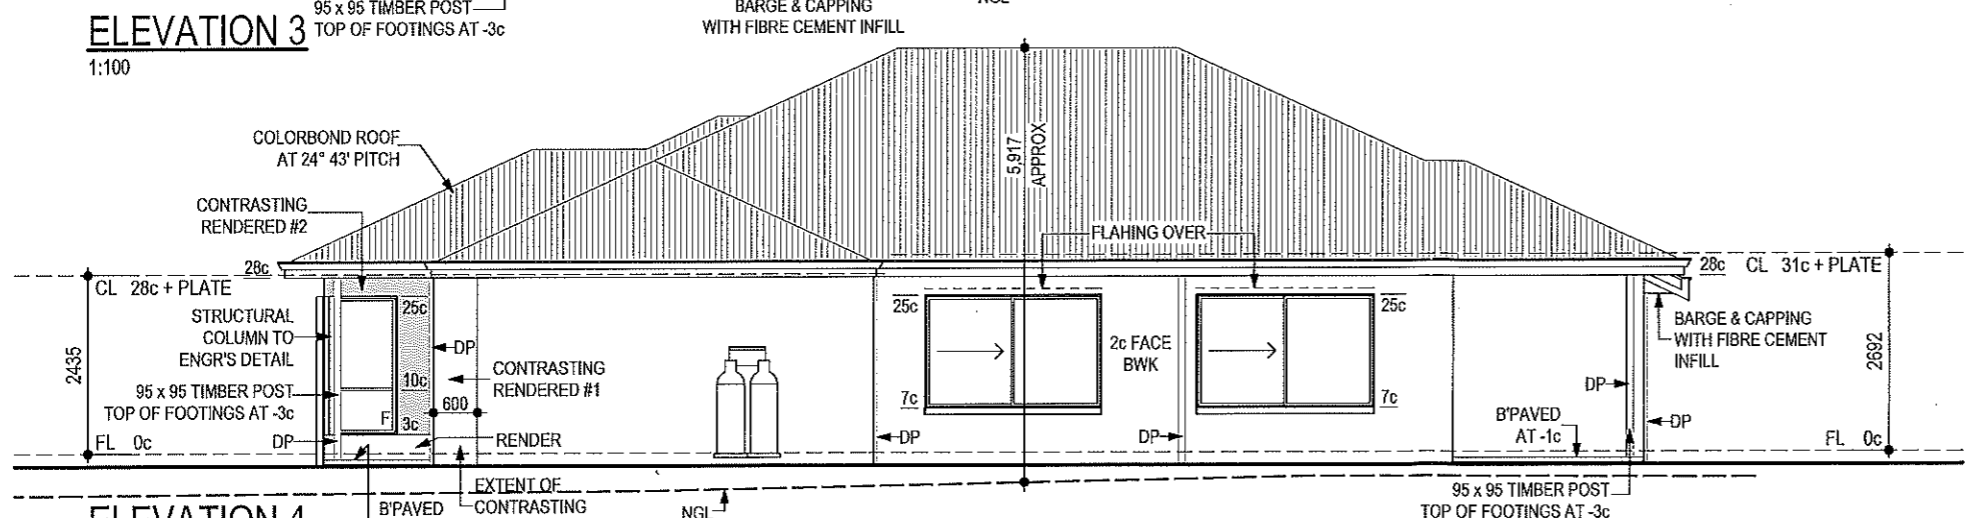 95 x 95 TIMBER POST
TOP OF FOOTINGS AT -3c
BARGE & CAPPING
WITH FIBRE CEMENT INFILL
NGL
ELEVATION 3
1:100
COLORBOND ROOF
AT 24° 43' PITCH
CONTRASTING
RENDERED #2
5,917
APPROX
FLAHING OVER
28c
CL 28c + PLATE
28c
CL 31c + PLATE
STRUCTURAL
COLUMN TO
ENGR'S DETAIL
25c
10c
3c
F
DP
CONTRASTING
RENDERED #1
600
25c
7c
2c FACE
BWK
25c
7c
BARGE & CAPPING
WITH FIBRE CEMENT
INFILL
2435
2692
95 x 95 TIMBER POST
TOP OF FOOTINGS AT -3c
FL 0c
DP
RENDER
DP
DP
B'PAVED
AT -1c
DP
DP
FL 0c
EXTENT OF
CONTRASTING
B'PAVED
NGL
95 x 95 TIMBER POST
TOP OF FOOTINGS AT -3c
ELEVATION 4